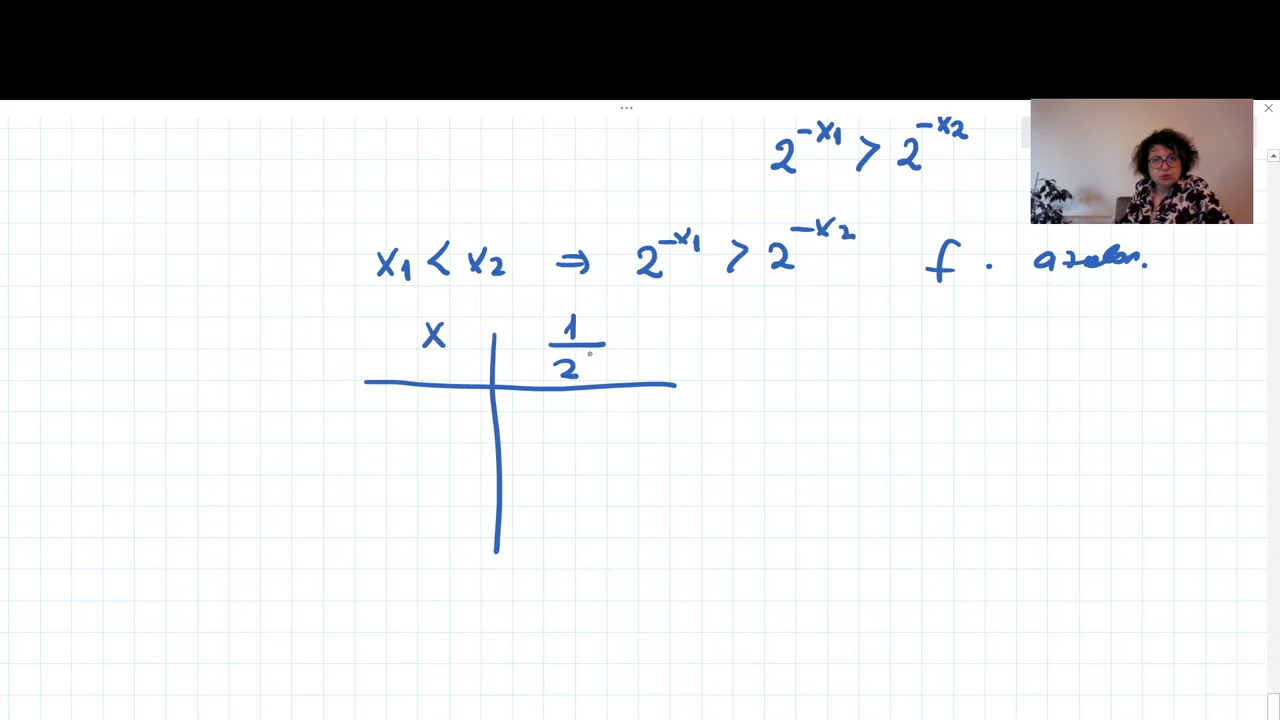 2^{-x₁} > 2^{-x₂}
x₁ < x₂ ⇒ 2^{-x₁} > 2^{-x₂} f.
x | 1/2